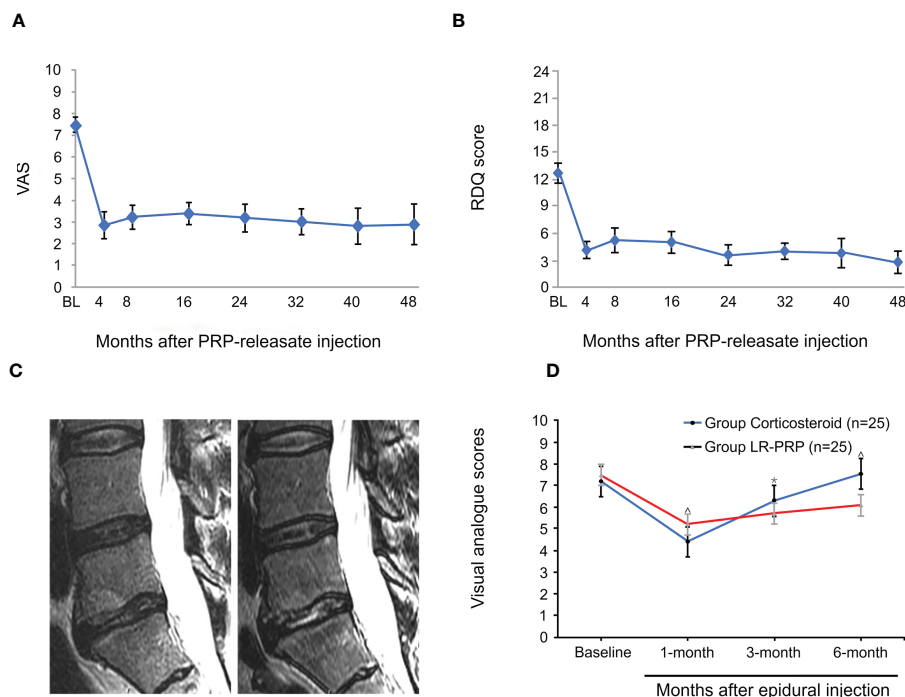 A
10
9
8
7
6
5
4
3
2
1
0
VAS
BL 4 8 16 24 32 40 48
Months after PRP-releasate injection
B
24
21
18
15
12
9
6
3
0
RDQ score
BL 4 8 16 24 32 40 48
Months after PRP-releasate injection
C
D
10
9
8
7
6
5
4
3
2
1
0
Visual analogue scores
Group Corticosteroid (n=25)
Group LR-PRP (n=25)
^
*
^
Baseline 1-month 3-month 6-month
Months after epidural injection